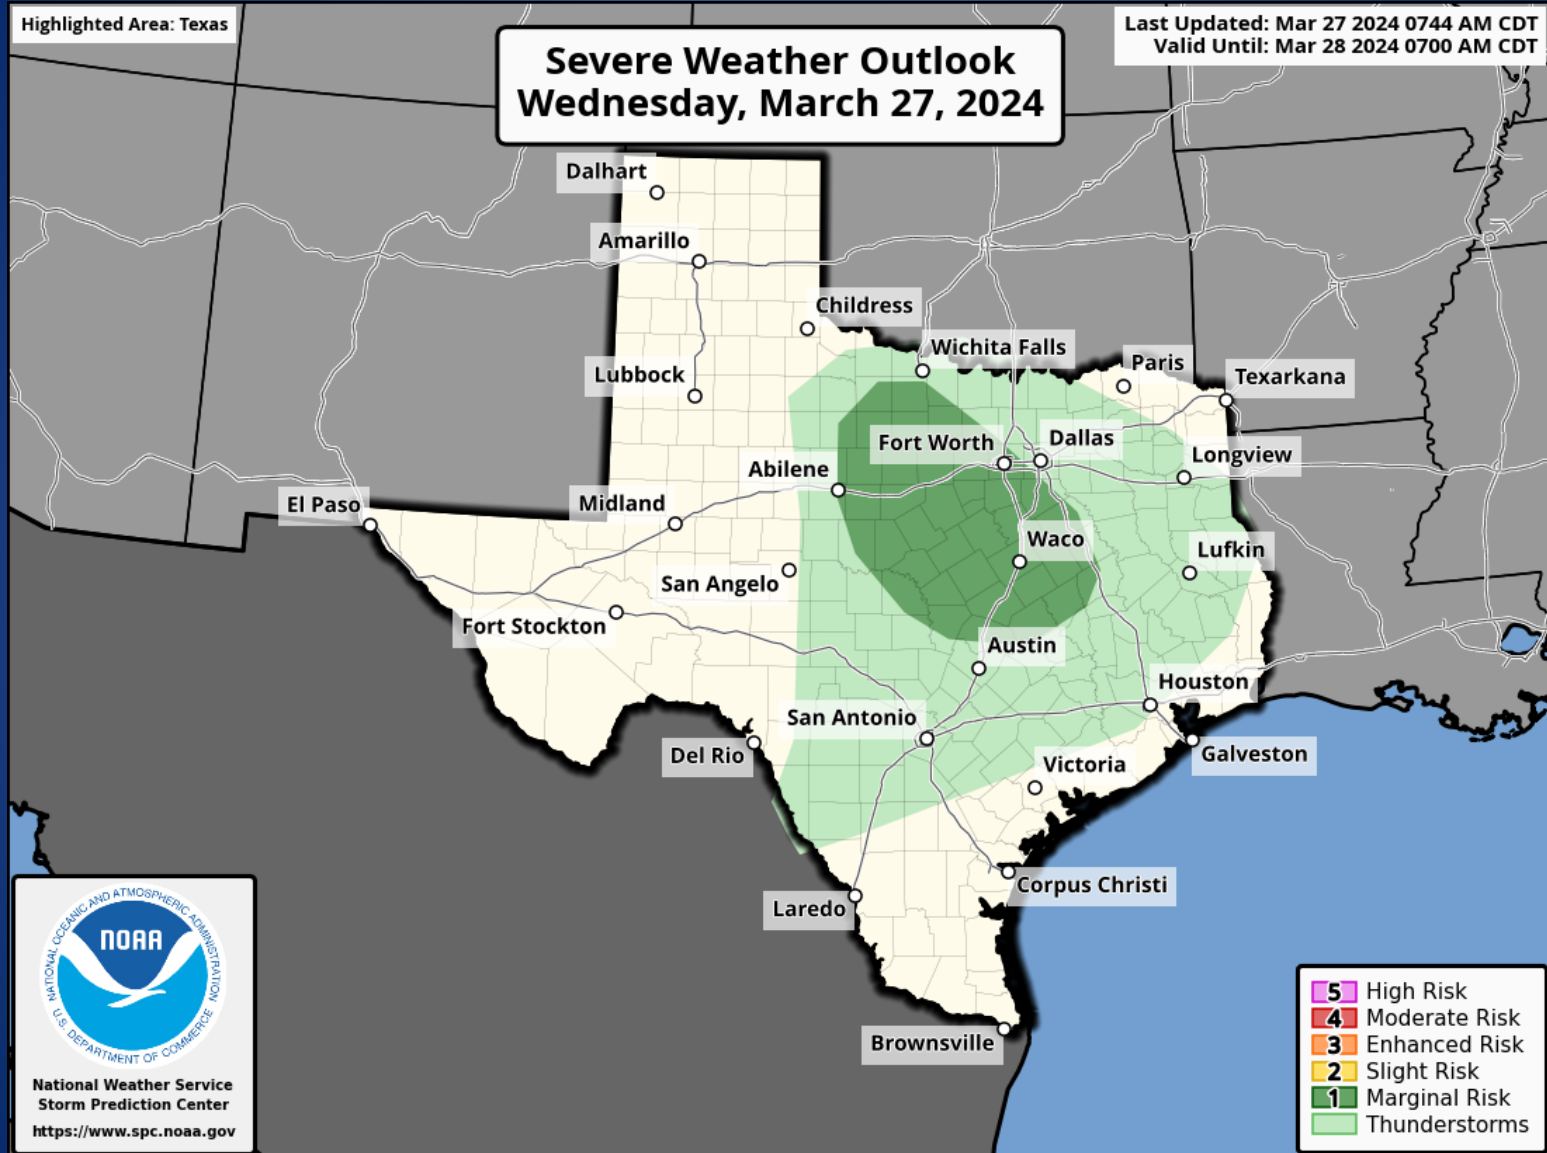 Highlighted Area: Texas
Last Updated: Mar 27 2024 0744 AM CDT
Valid Until: Mar 28 2024 0700 AM CDT
Severe Weather Outlook
Wednesday, March 27, 2024
Dalhart
Amarillo
Childress
Wichita Falls
Paris
Lubbock
Texarkana
Fort Worth
Dallas
Longview
Abilene
Midland
El Paso
Waco
Lufkin
San Angelo
Fort Stockton
Austin
Houston
San Antonio
Del Rio
Galveston
Victoria
Corpus Christi
Laredo
Brownsville
NATIONAL OCEANIC AND ATMOSPHERIC ADMINISTRATION
NOAA
U.S. DEPARTMENT OF COMMERCE
National Weather Service
Storm Prediction Center
https://www.spc.noaa.gov
5 High Risk
4 Moderate Risk
3 Enhanced Risk
2 Slight Risk
1 Marginal Risk
Thunderstorms